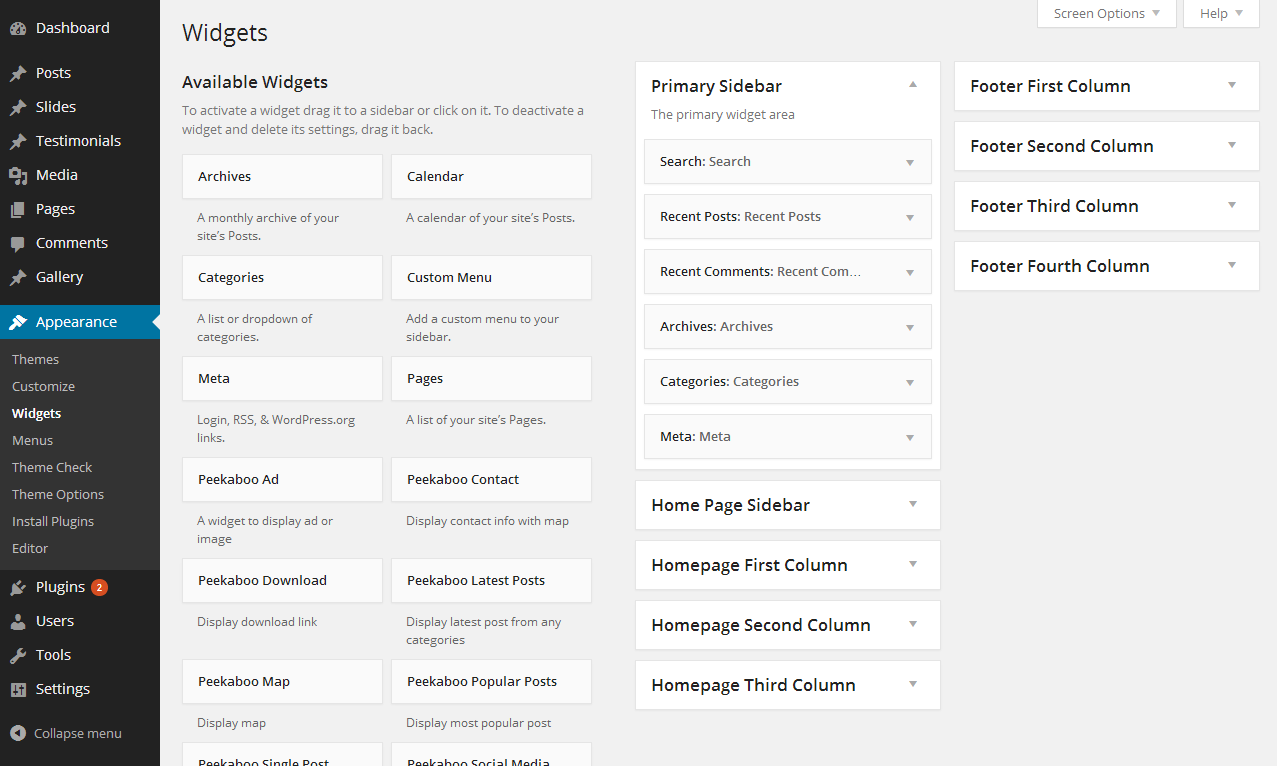 Dashboard
Posts
Slides
Testimonials
Media
Pages
Comments
Gallery
Appearance
Themes
Customize
Widgets
Menus
Theme Check
Theme Options
Install Plugins
Editor
Plugins 2
Users
Tools
Settings
Collapse menu
Screen Options
Help
Widgets
Available Widgets
To activate a widget drag it to a sidebar or click on it. To deactivate a
widget and delete its settings, drag it back.
Archives
A monthly archive of your
site’s Posts.
Calendar
A calendar of your site’s Posts.
Categories
A list or dropdown of
categories.
Custom Menu
Add a custom menu to your
sidebar.
Meta
Login, RSS, & WordPress.org
links.
Pages
A list of your site’s Pages.
Peekaboo Ad
A widget to display ad or
image
Peekaboo Contact
Display contact info with map
Peekaboo Download
Display download link
Peekaboo Latest Posts
Display latest post from any
categories
Peekaboo Map
Display map
Peekaboo Popular Posts
Display most popular post
Peekaboo Single Post
Peekaboo Social Media
Primary Sidebar
The primary widget area
Search: Search
Recent Posts: Recent Posts
Recent Comments: Recent Com…
Archives: Archives
Categories: Categories
Meta: Meta
Home Page Sidebar
Homepage First Column
Homepage Second Column
Homepage Third Column
Footer First Column
Footer Second Column
Footer Third Column
Footer Fourth Column